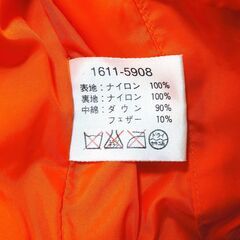 1611-5908
表地：ナイロン 100%
裏地：ナイロン 100%
中綿：ダウン 90%
フェザー 10%